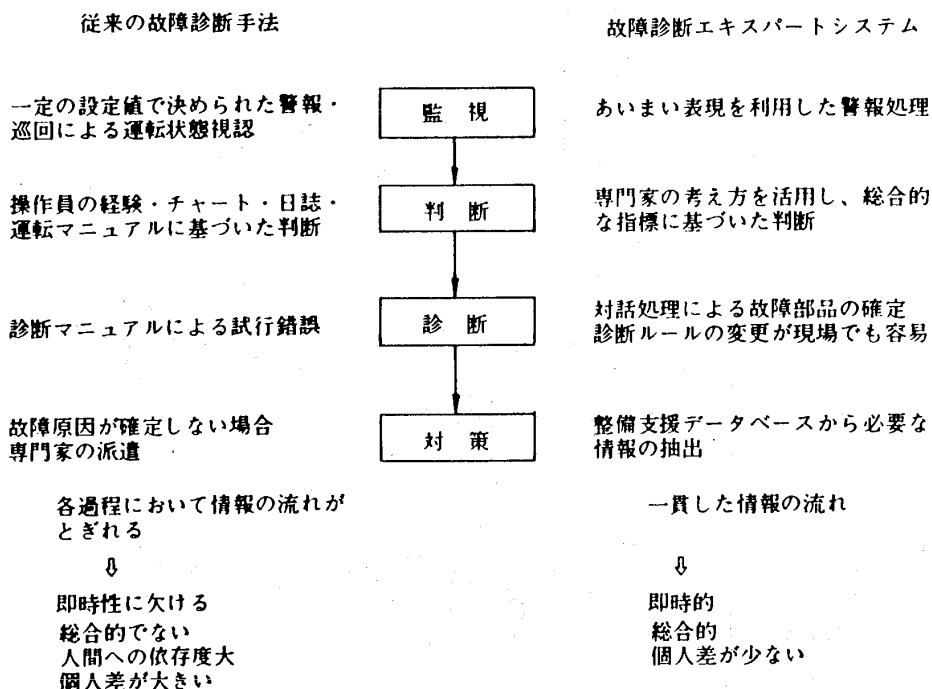 従来の故障診断手法
故障診断エキスパートシステム
一定の設定値で決められた警報・
巡回による運転状態視認
監 視
あいまい表現を利用した警報処理
操作員の経験・チャート・日誌・
運転マニュアルに基づいた判断
判 断
専門家の考え方を活用し、総合的
な指標に基づいた判断
診断マニュアルによる試行錯誤
診 断
対話処理による故障部品の確定
診断ルールの変更が現場でも容易
故障原因が確定しない場合
専門家の派遣
対 策
整備支援データベースから必要な
情報の抽出
各過程において情報の流れが
とぎれる
⇩
即時性に欠ける
総合的でない
人間への依存度大
個人差が大きい
一貫した情報の流れ
⇩
即時的
総合的
個人差が少ない